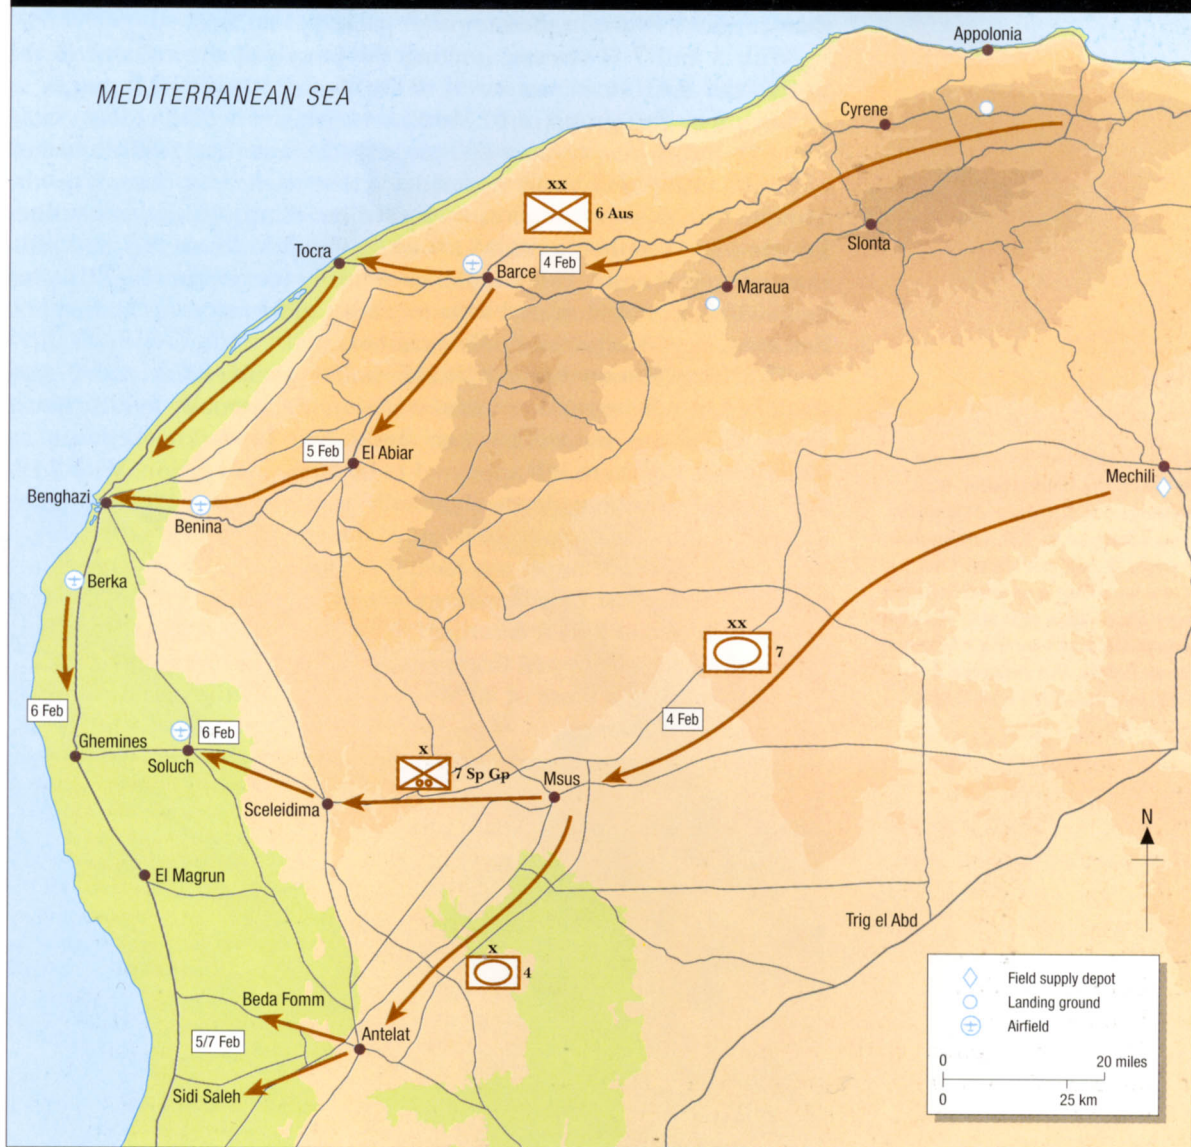 Appolonia
MEDITERRANEAN SEA
Cyrene
xx
6 Aus
Slonta
Tocra
4 Feb
Barce
Maraua
5 Feb
El Abiar
Mechili
Benghazi
Benina
Berka
xx
7
6 Feb
4 Feb
6 Feb
Ghemines
Soluch
x
7 Sp Gp
Msus
Sceleidima
N
El Magrun
Trig el Abd
x
4
Beda Fomm
Antelat
5/7 Feb
Sidi Saleh
Field supply depot
Landing ground
Airfield
0 20 miles
0 25 km